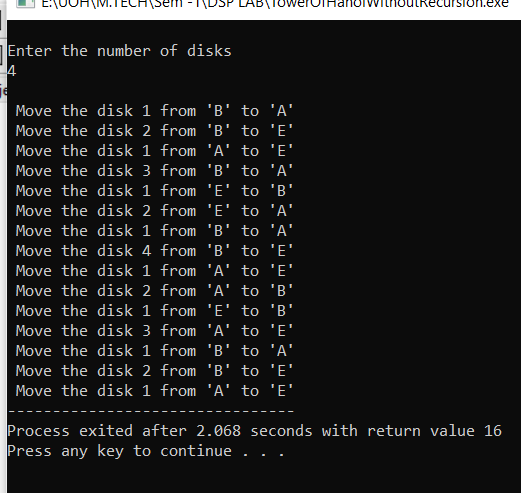 E:\UOH\M.TECH\Sem -1\DSP LAB\TowerOfHanoiWithoutRecursion.exe
Enter the number of disks
4
Move the disk 1 from 'B' to 'A'
Move the disk 2 from 'B' to 'E'
Move the disk 1 from 'A' to 'E'
Move the disk 3 from 'B' to 'A'
Move the disk 1 from 'E' to 'B'
Move the disk 2 from 'E' to 'A'
Move the disk 1 from 'B' to 'A'
Move the disk 4 from 'B' to 'E'
Move the disk 1 from 'A' to 'E'
Move the disk 2 from 'A' to 'B'
Move the disk 1 from 'E' to 'B'
Move the disk 3 from 'A' to 'E'
Move the disk 1 from 'B' to 'A'
Move the disk 2 from 'B' to 'E'
Move the disk 1 from 'A' to 'E'
--------------------------------
Process exited after 2.068 seconds with return value 16
Press any key to continue . . .